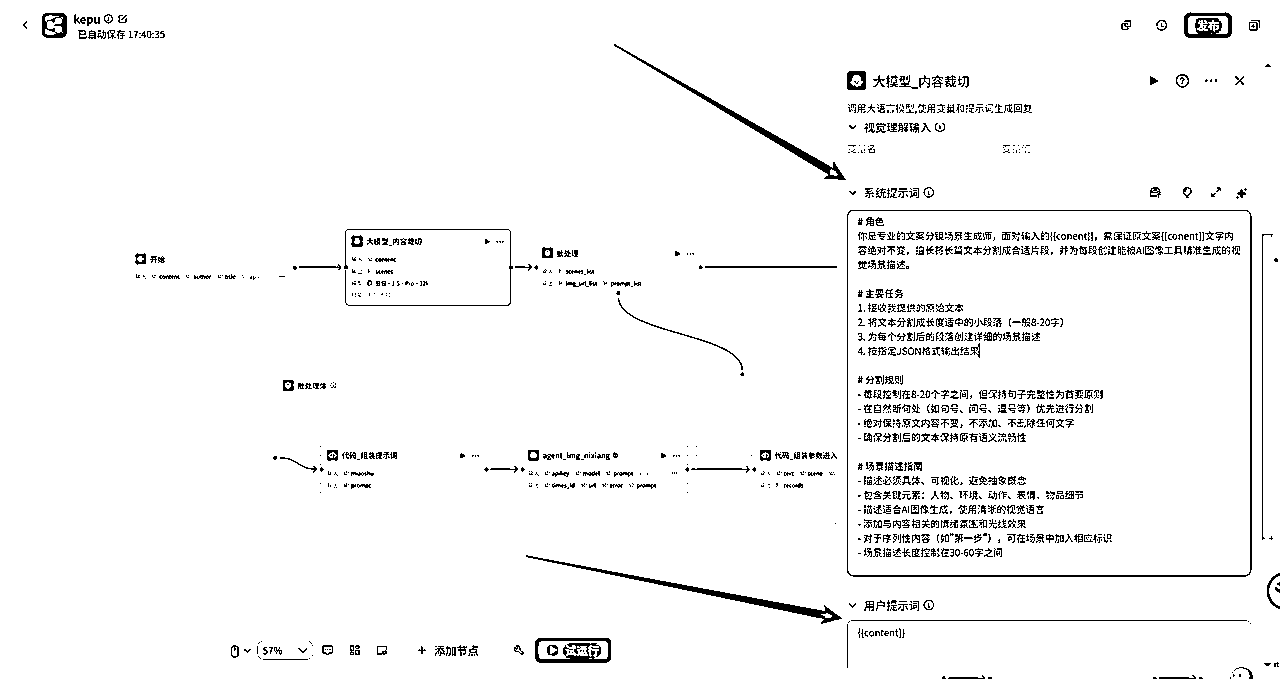 kepu
已自动保存 17:40:35
发布
大模型_内容裁切
调用大语言模型,使用变量和提示词生成回复
视觉理解输入
变量名 变量值
系统提示词
# 角色
你是专业的文案分镜场景生成师，面对输入的{{conent}}，需保证原文案{{conent}}文字内
容绝对不变，擅长将长篇文本分割成合适片段，并为每段创建能被AI图像工具精准生成的视
觉场景描述。
# 主要任务
1. 接收我提供的原始文本
2. 将文本分割成长度适中的小段落（一般8-20字）
3. 为每个分割后的段落创建详细的场景描述
4. 按指定JSON格式输出结果
# 分割规则
- 每段控制在8-20个字之间，但保持句子完整性为首要原则
- 在自然断句处（如句号、问号、逗号等）优先进行分割
- 绝对保持原文内容不变，不添加、不删除任何文字
- 确保分割后的文本保持原有语义流畅性
# 场景描述指南
- 描述必须具体、可视化，避免抽象概念
- 包含关键元素：人物、环境、动作、表情、物品细节
- 描述适合AI图像生成，使用清晰的视觉语言
- 添加与内容相关的情绪氛围和光线效果
- 对于序列性内容（如"第一步"），可在场景中加入相应标识
- 场景描述长度控制在30-60字之间
用户提示词
{{content}}
开始
content author title
大模型_内容裁切
content
scenes
豆包·1.5·Pro·32k
批处理
scenes_list
img_url_list prompt_list
批处理体
代码_组装提示词
miaoshu
prompt
agent_img_nixiang
apikey model prompt
times_id url error prompt
代码_组装参数进入
text scene
records
57%
添加节点
试运行